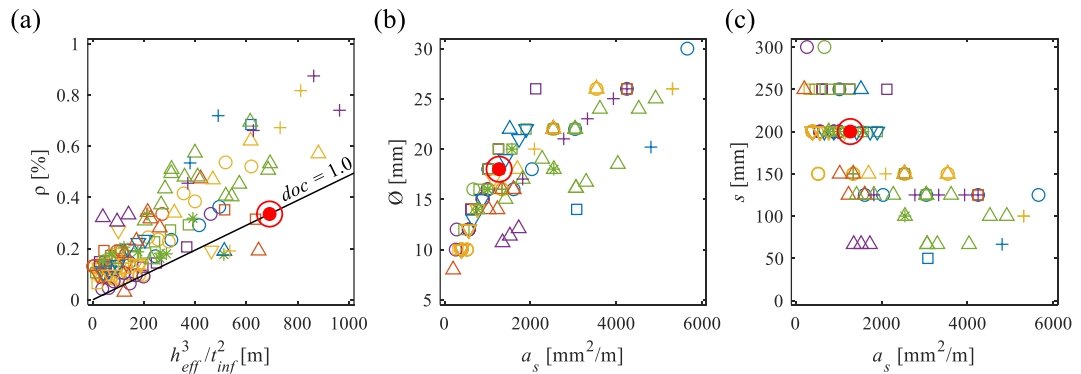 (a)
1
0.8
0.6
0.4
0.2
0
ρ [%]
doc = 1.0
0 200 400 600 800 1000
h³eff/t²inf [m]
(b)
30
25
20
15
10
5
Ø [mm]
0 2000 4000 6000
as [mm²/m]
(c)
300
250
200
150
100
50
0
s [mm]
0 2000 4000 6000
as [mm²/m]